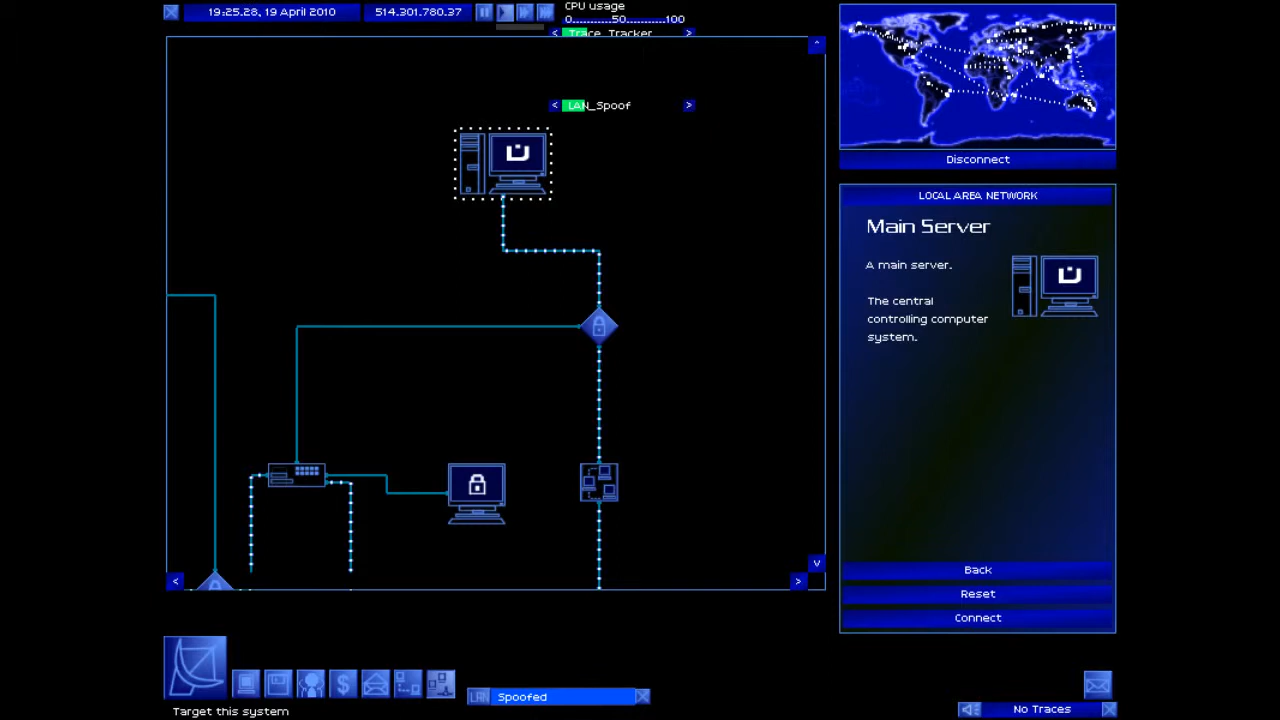 19:25.28, 19 April 2010
514.301.780.37
CPU usage
0.........50.........100
< Trace_Tracker >
< LAN_Spoof >
Disconnect
LOCAL AREA NETWORK
Main Server
A main server.
The central
controlling computer
system.
Back
Reset
Connect
LAN Spoofed
Target this system
No Traces